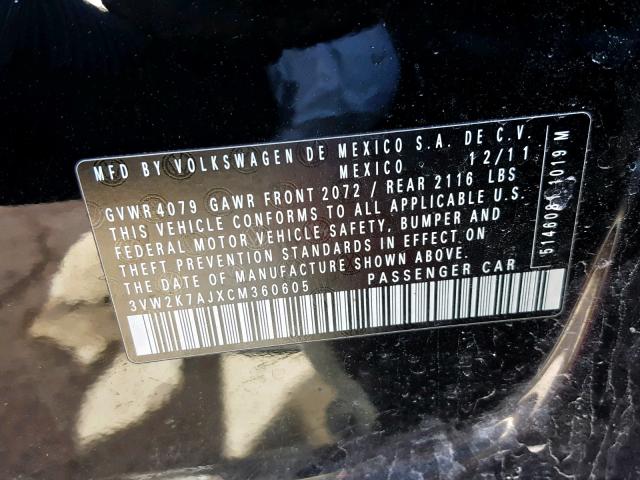 MFD BY VOLKSWAGEN DE MEXICO S.A. DE C.V.
MEXICO 12/11
GVWR 4079 GAWR FRONT 2072 / REAR 2116 LBS
THIS VEHICLE CONFORMS TO ALL APPLICABLE U.S.
FEDERAL MOTOR VEHICLE SAFETY, BUMPER AND
THEFT PREVENTION STANDARDS IN EFFECT ON
THE DATE OF MANUFACTURE SHOWN ABOVE.
3VW2K7AJXCM360605 PASSENGER CAR
514608 1019 M